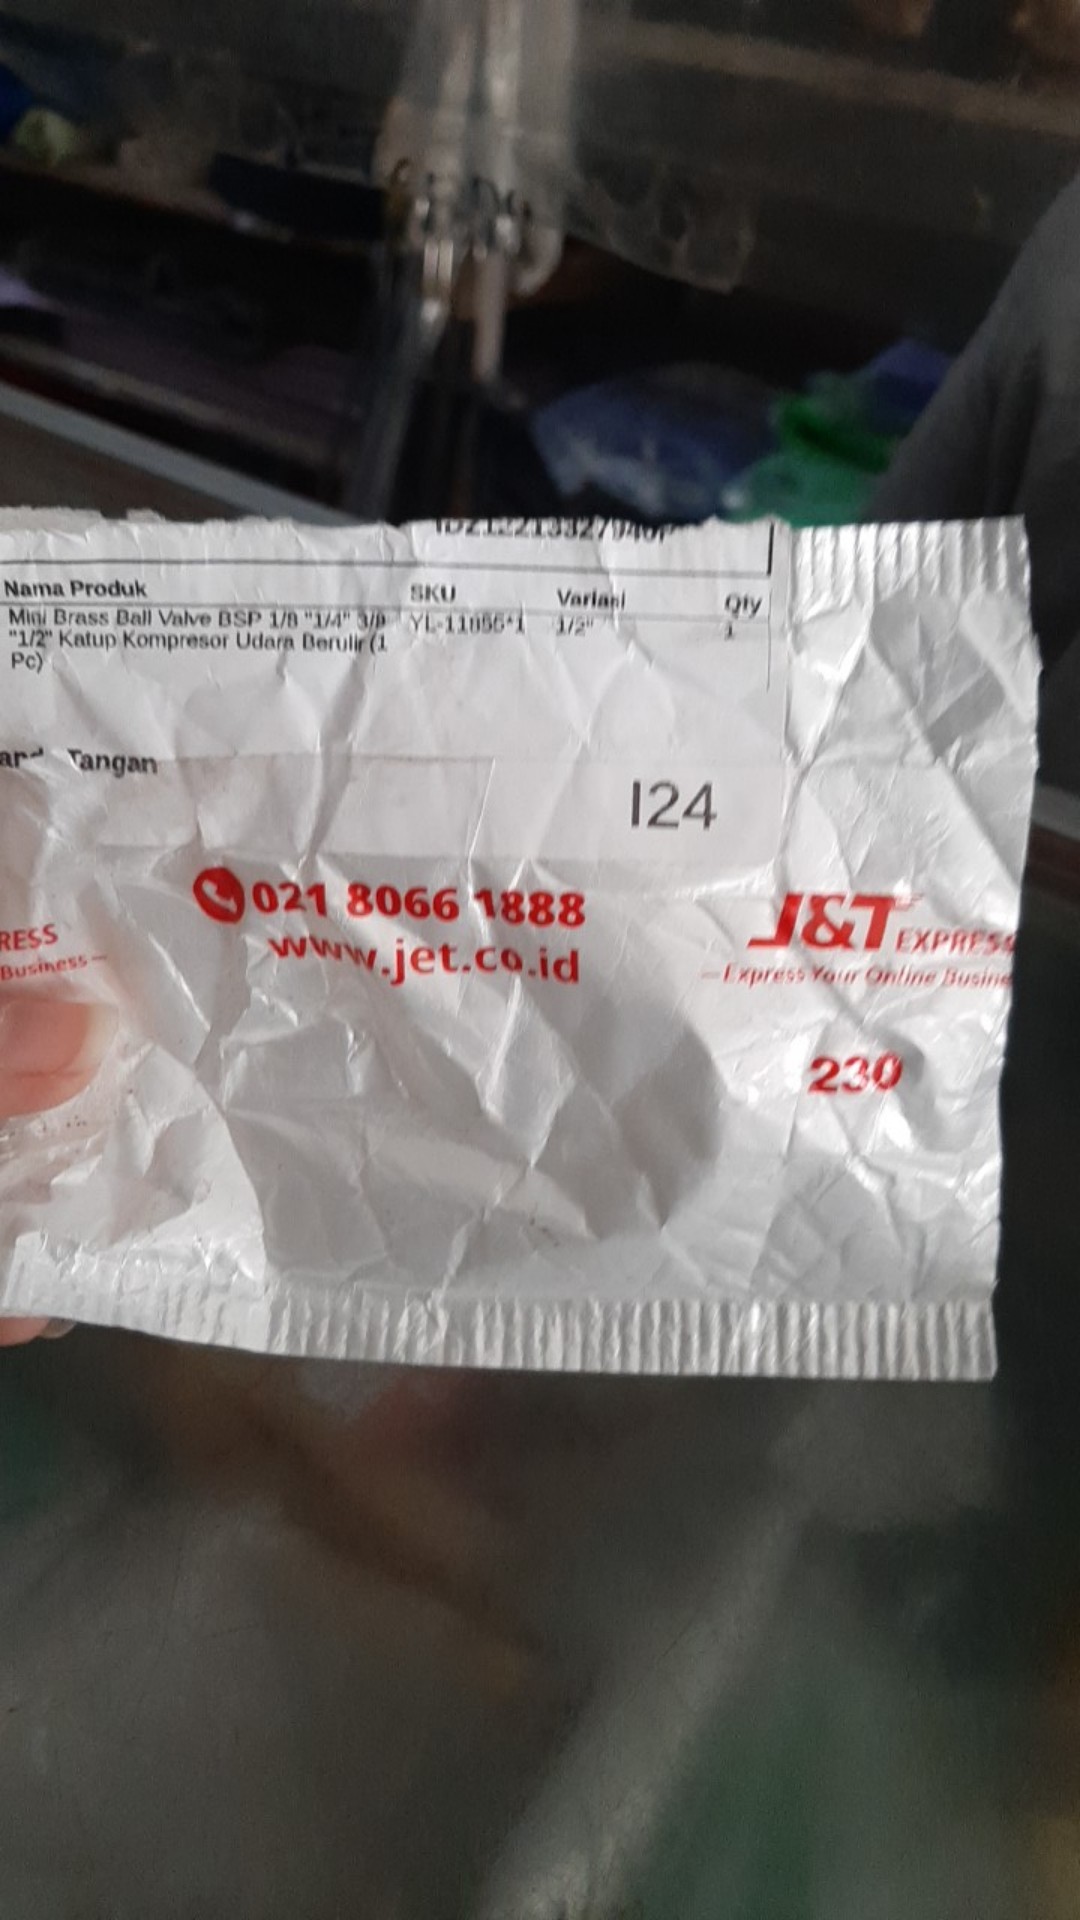 Nama Produk SKU Variasi Qty
Mini Brass Ball Valve BSP 1/8 "1/4" 3/8 YL-11855*1 1/2" 1
"1/2" Katup Kompresor Udara Berulir (1
Pc)
Tangan
I24
021 8066 1888
www.jet.co.id
RESS
Business
J&T EXPRESS
Express Your Online Busine
230